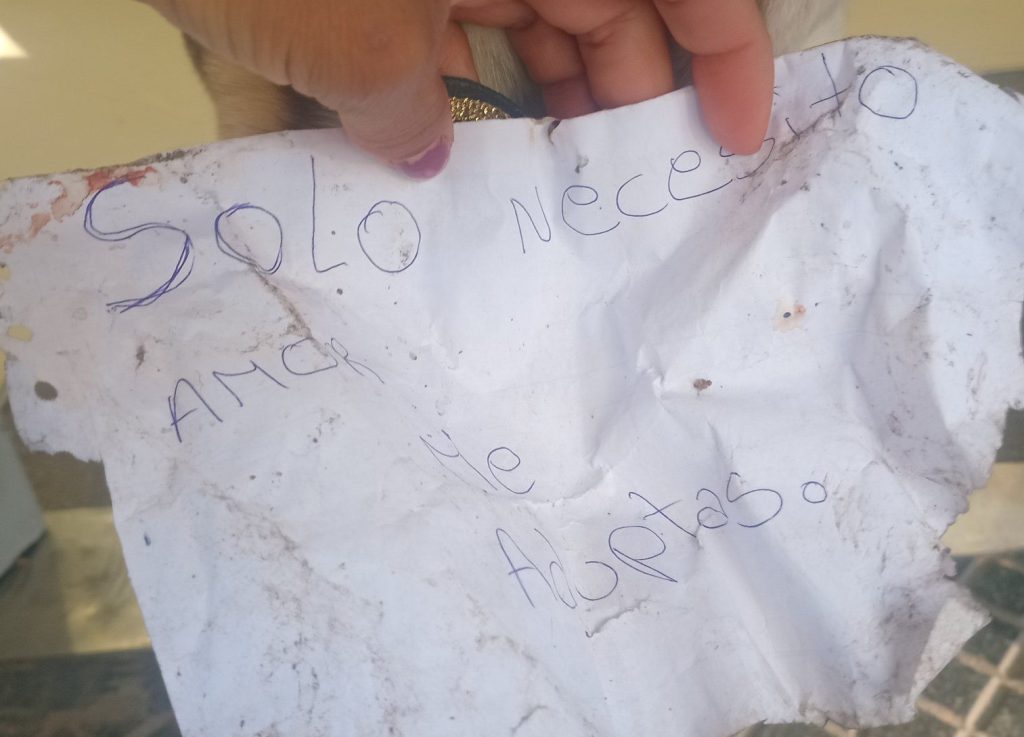 SOLO NecesitO
AMOR
Me
Adoptas.